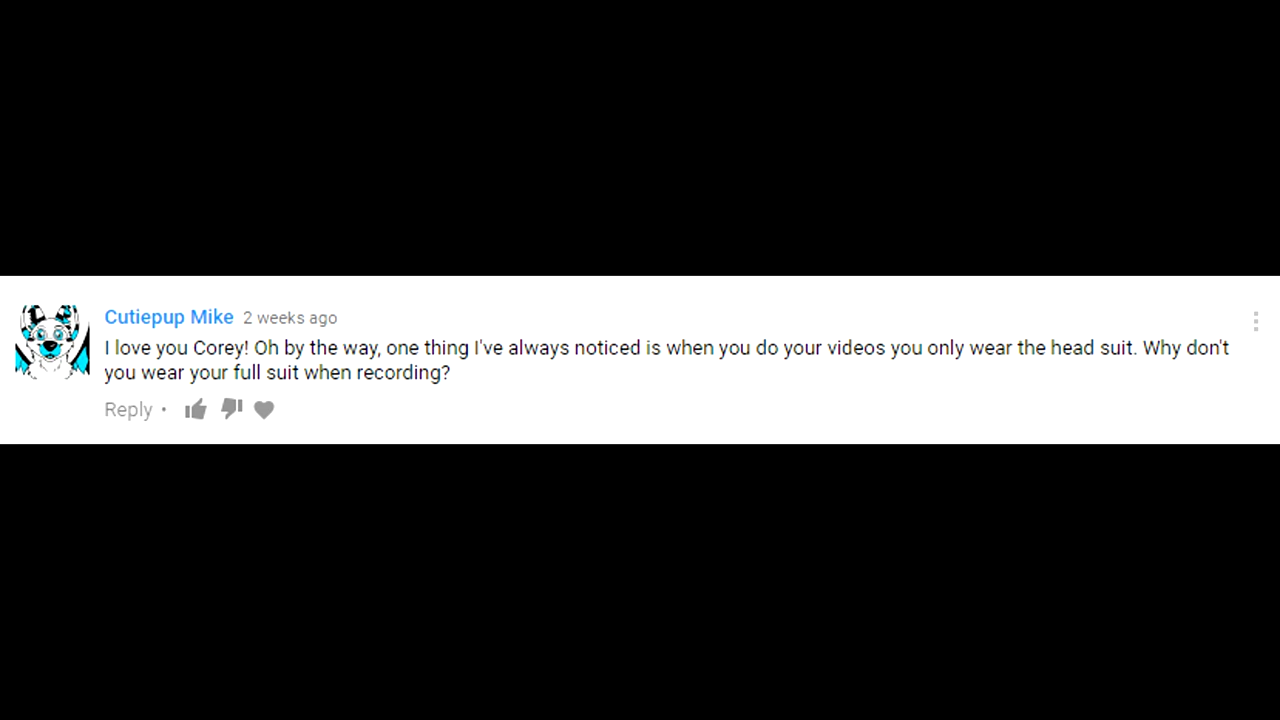 Cutiepup Mike 2 weeks ago
I love you Corey! Oh by the way, one thing I've always noticed is when you do your videos you only wear the head suit. Why don't
you wear your full suit when recording?
Reply •